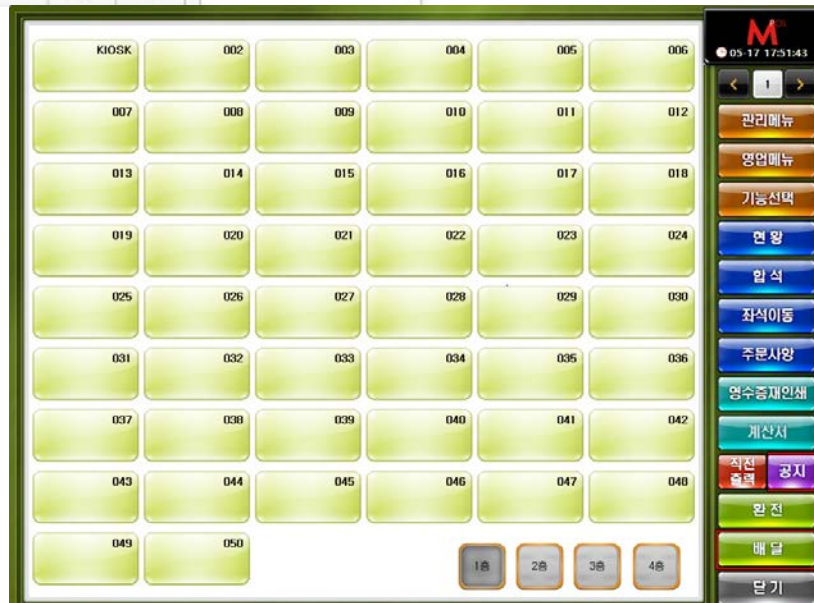 MPOS
05-17 17:51:43
KIOSK 002 003 004 005 006
< 1 >
007 008 009 010 011 012
관리메뉴
영업메뉴
013 014 015 016 017 018
기능선택
019 020 021 022 023 024
현 황
합 석
025 026 027 028 029 030
좌석이동
031 032 033 034 035 036
주문사항
영수증재인쇄
037 038 039 040 041 042
계산서
043 044 045 046 047 048
직전
출력
공지
환 전
049 050
1층 2층 3층 4층
배 달
닫 기